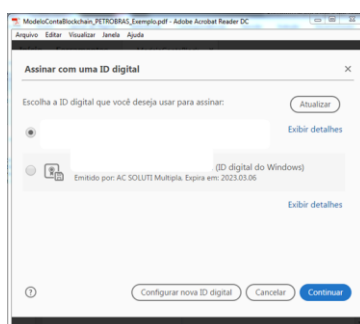 ModeloContaBlockchain_PETROBRAS_Exemplo.pdf - Adobe Acrobat Reader DC
Arquivo Editar Visualizar Janela Ajuda
Assinar com uma ID digital
Escolha a ID digital que você deseja usar para assinar:
Atualizar
Exibir detalhes
(ID digital do Windows)
Emitido por: AC SOLUTI Multipla. Expira em: 2023.03.06
Exibir detalhes
Configurar nova ID digital Cancelar Continuar